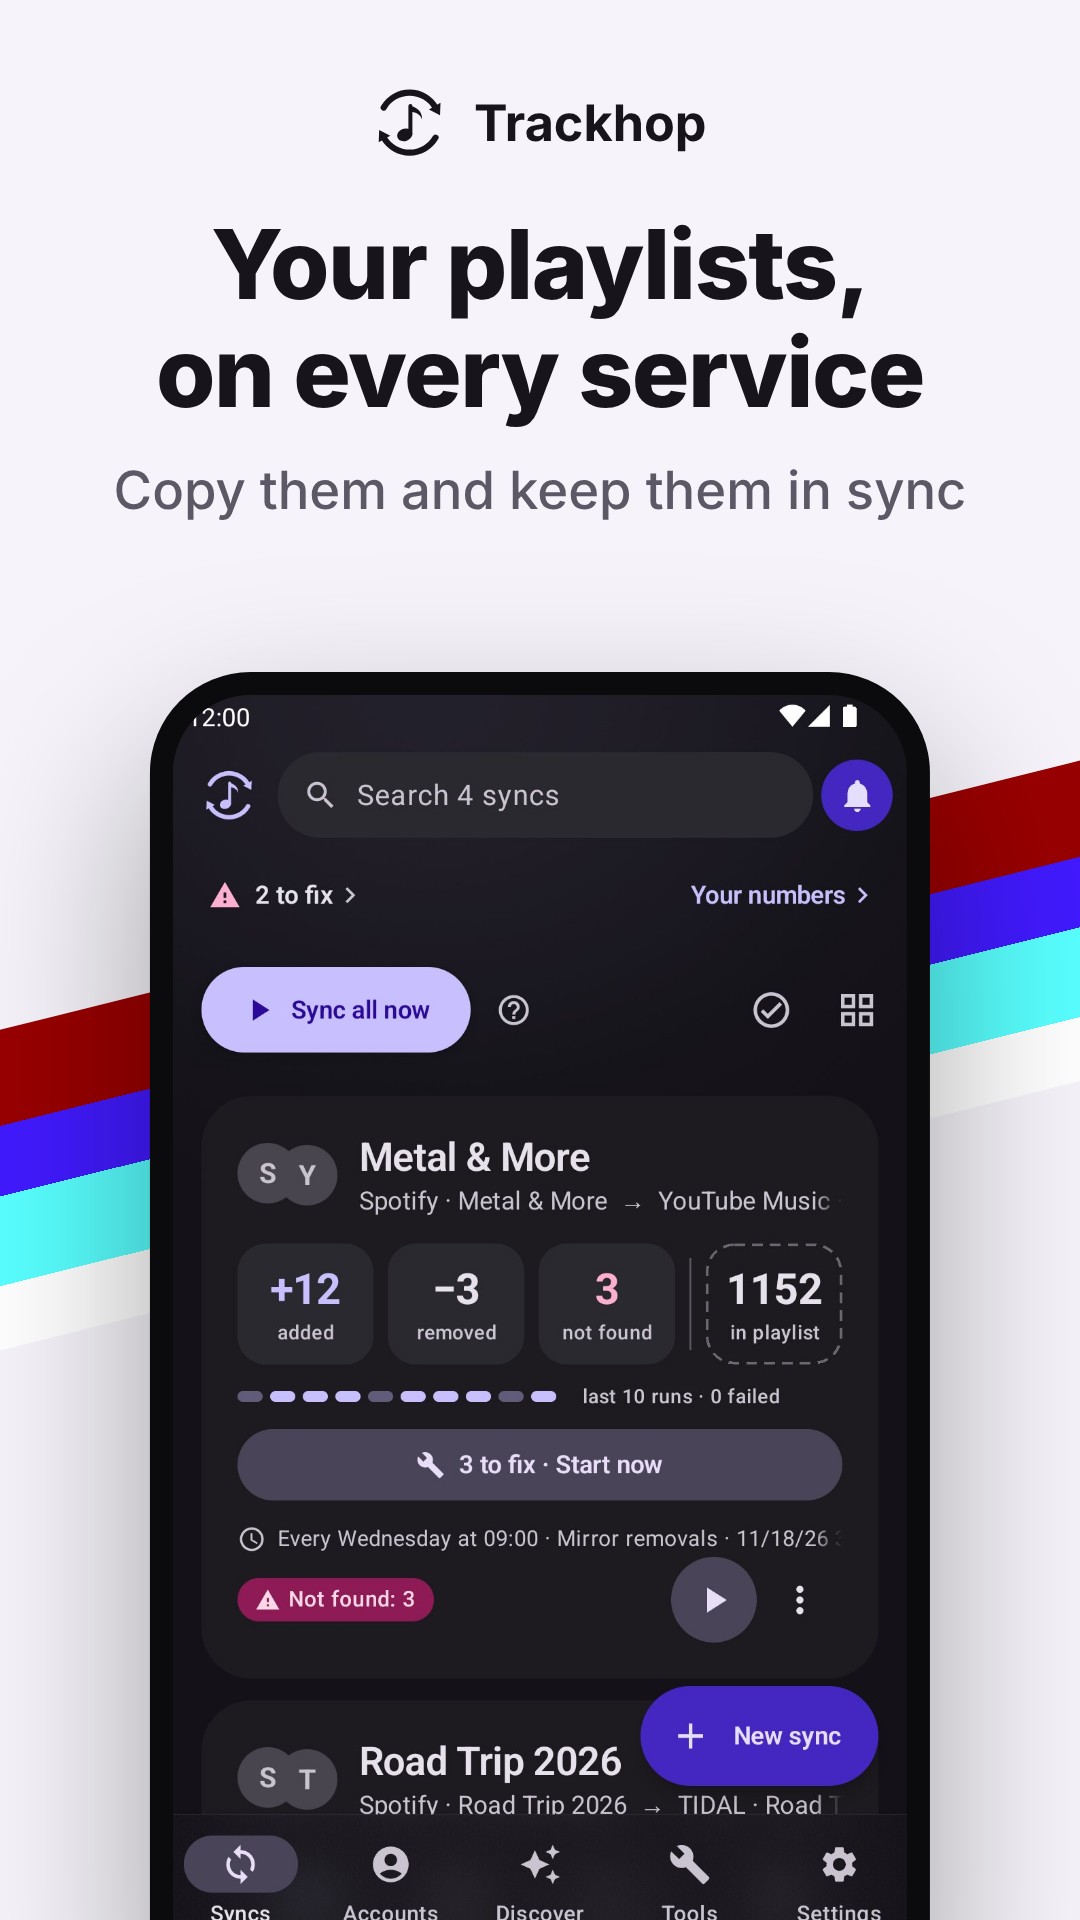 Trackhop
Your playlists,
on every service
Copy them and keep them in sync
12:00
Search 4 syncs
2 to fix
Your numbers
Sync all now
S Y
Metal & More
Spotify · Metal & More → YouTube Music
+12
added
−3
removed
3
not found
1152
in playlist
last 10 runs · 0 failed
3 to fix · Start now
Every Wednesday at 09:00 · Mirror removals · 11/18/26
Not found: 3
New sync
S T
Road Trip 2026
Spotify · Road Trip 2026 → TIDAL · Road
Syncs
Accounts
Discover
Tools
Settings